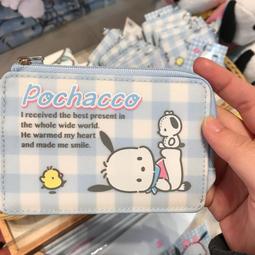 Pochacco
I received the best present in
the whole wide world.
He warmed my heart
and made me smile.